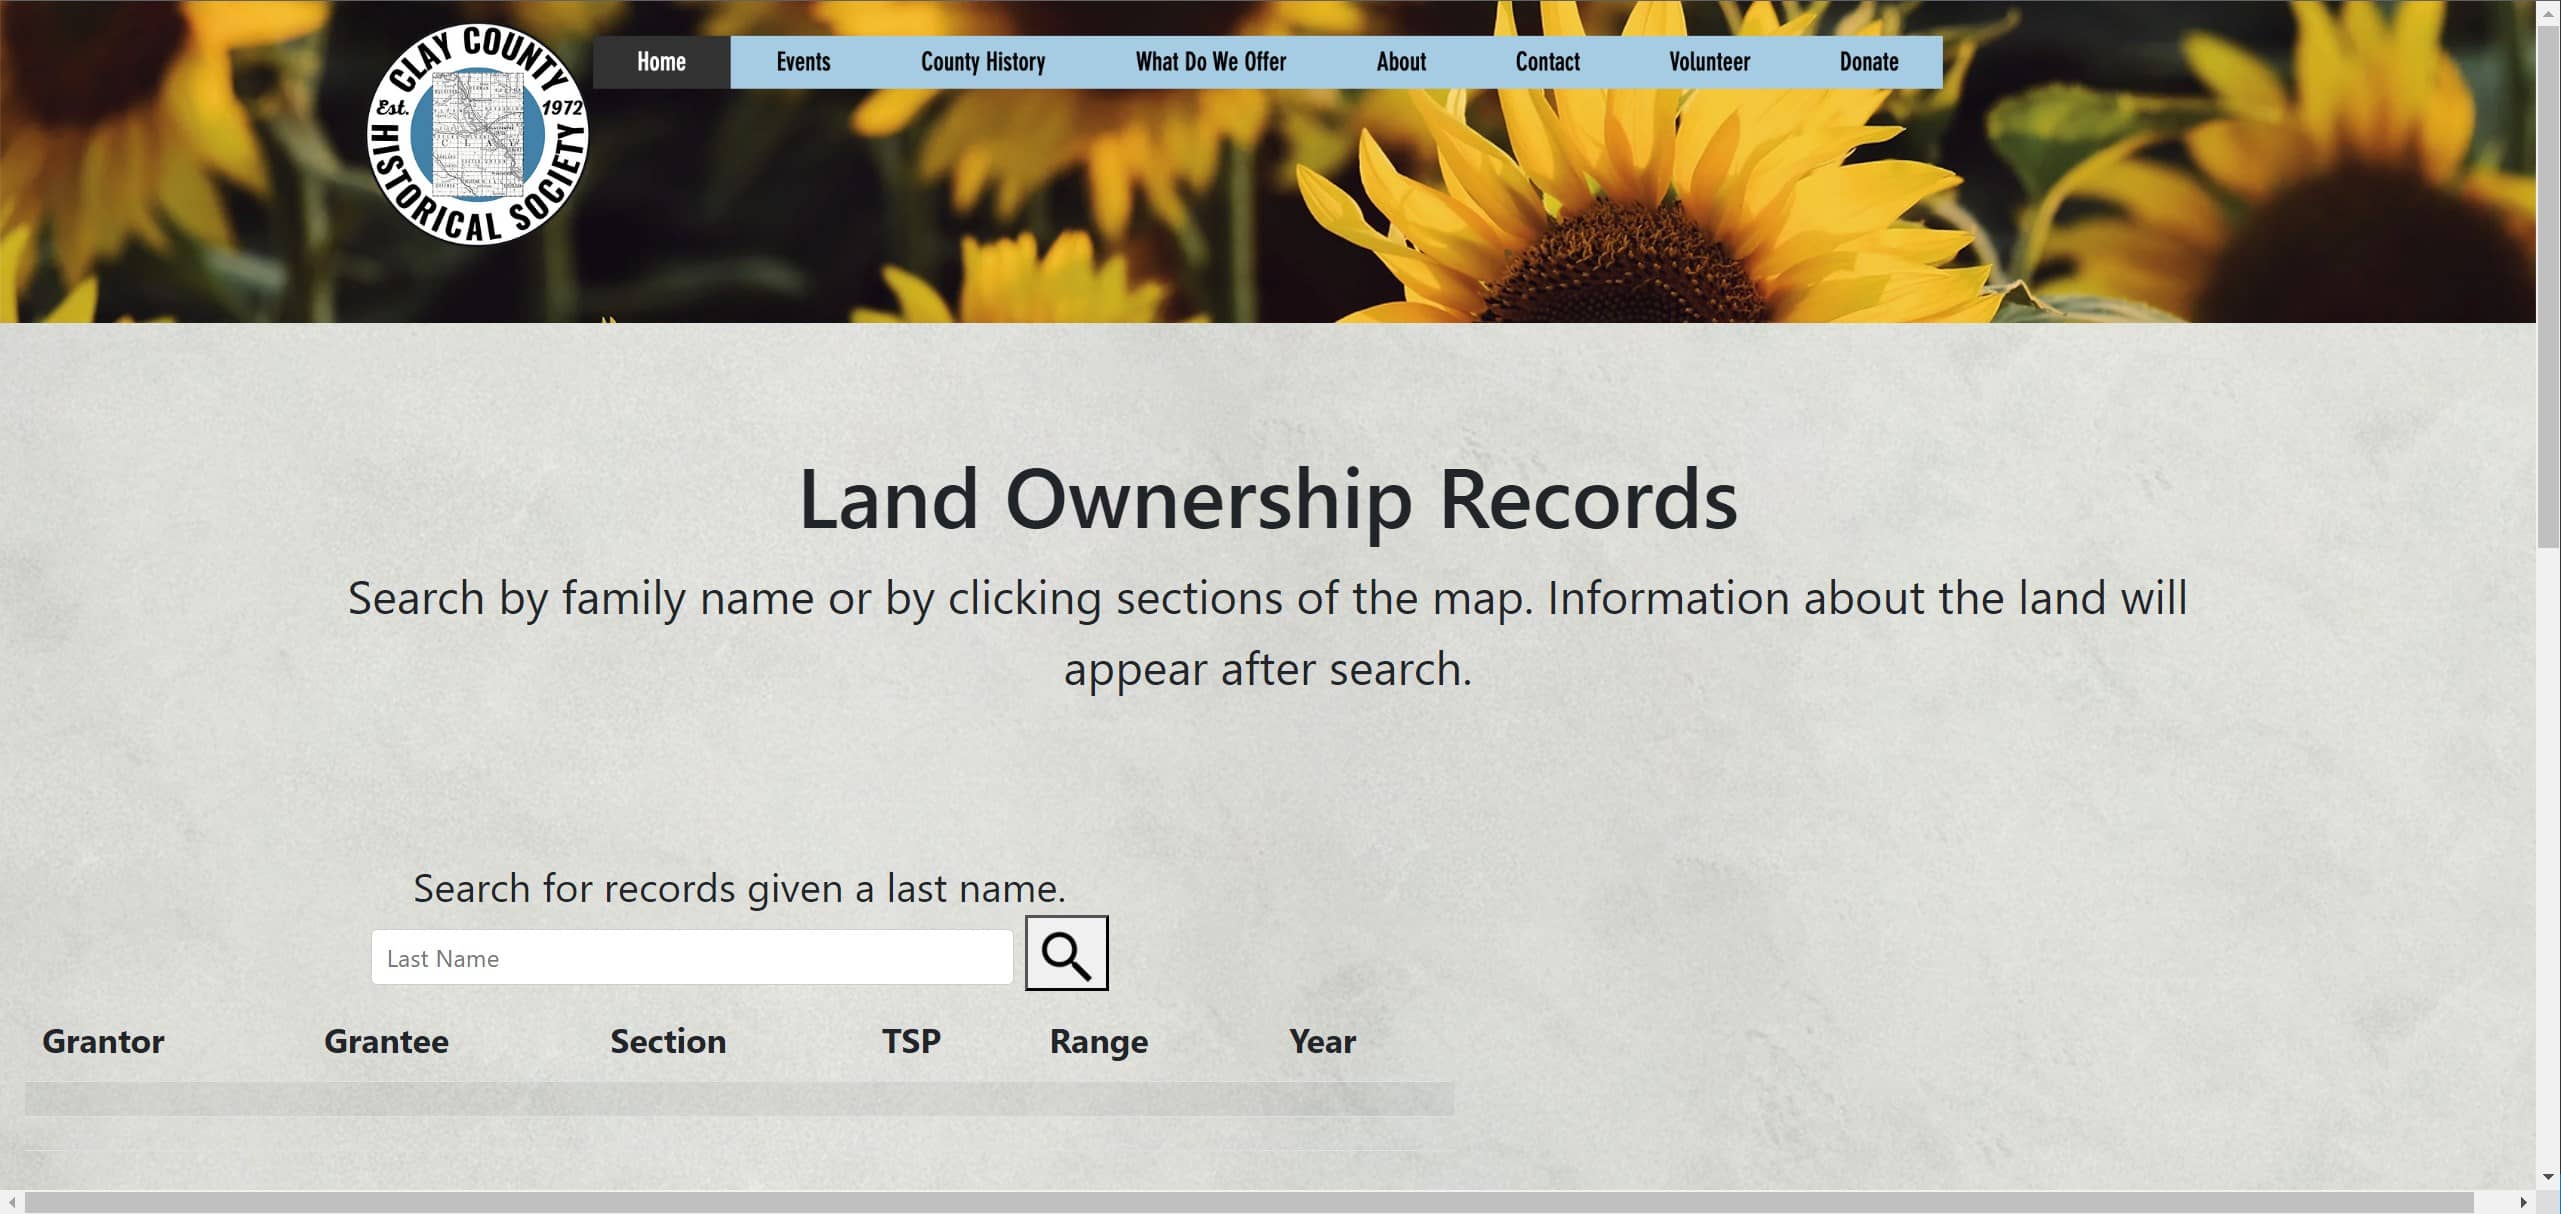 CLAY COUNTY
Est. 1972
HISTORICAL SOCIETY
C L A Y
Home Events County History What Do We Offer About Contact Volunteer Donate
Land Ownership Records
Search by family name or by clicking sections of the map. Information about the land will
appear after search.
Search for records given a last name.
Last Name
Grantor Grantee Section TSP Range Year